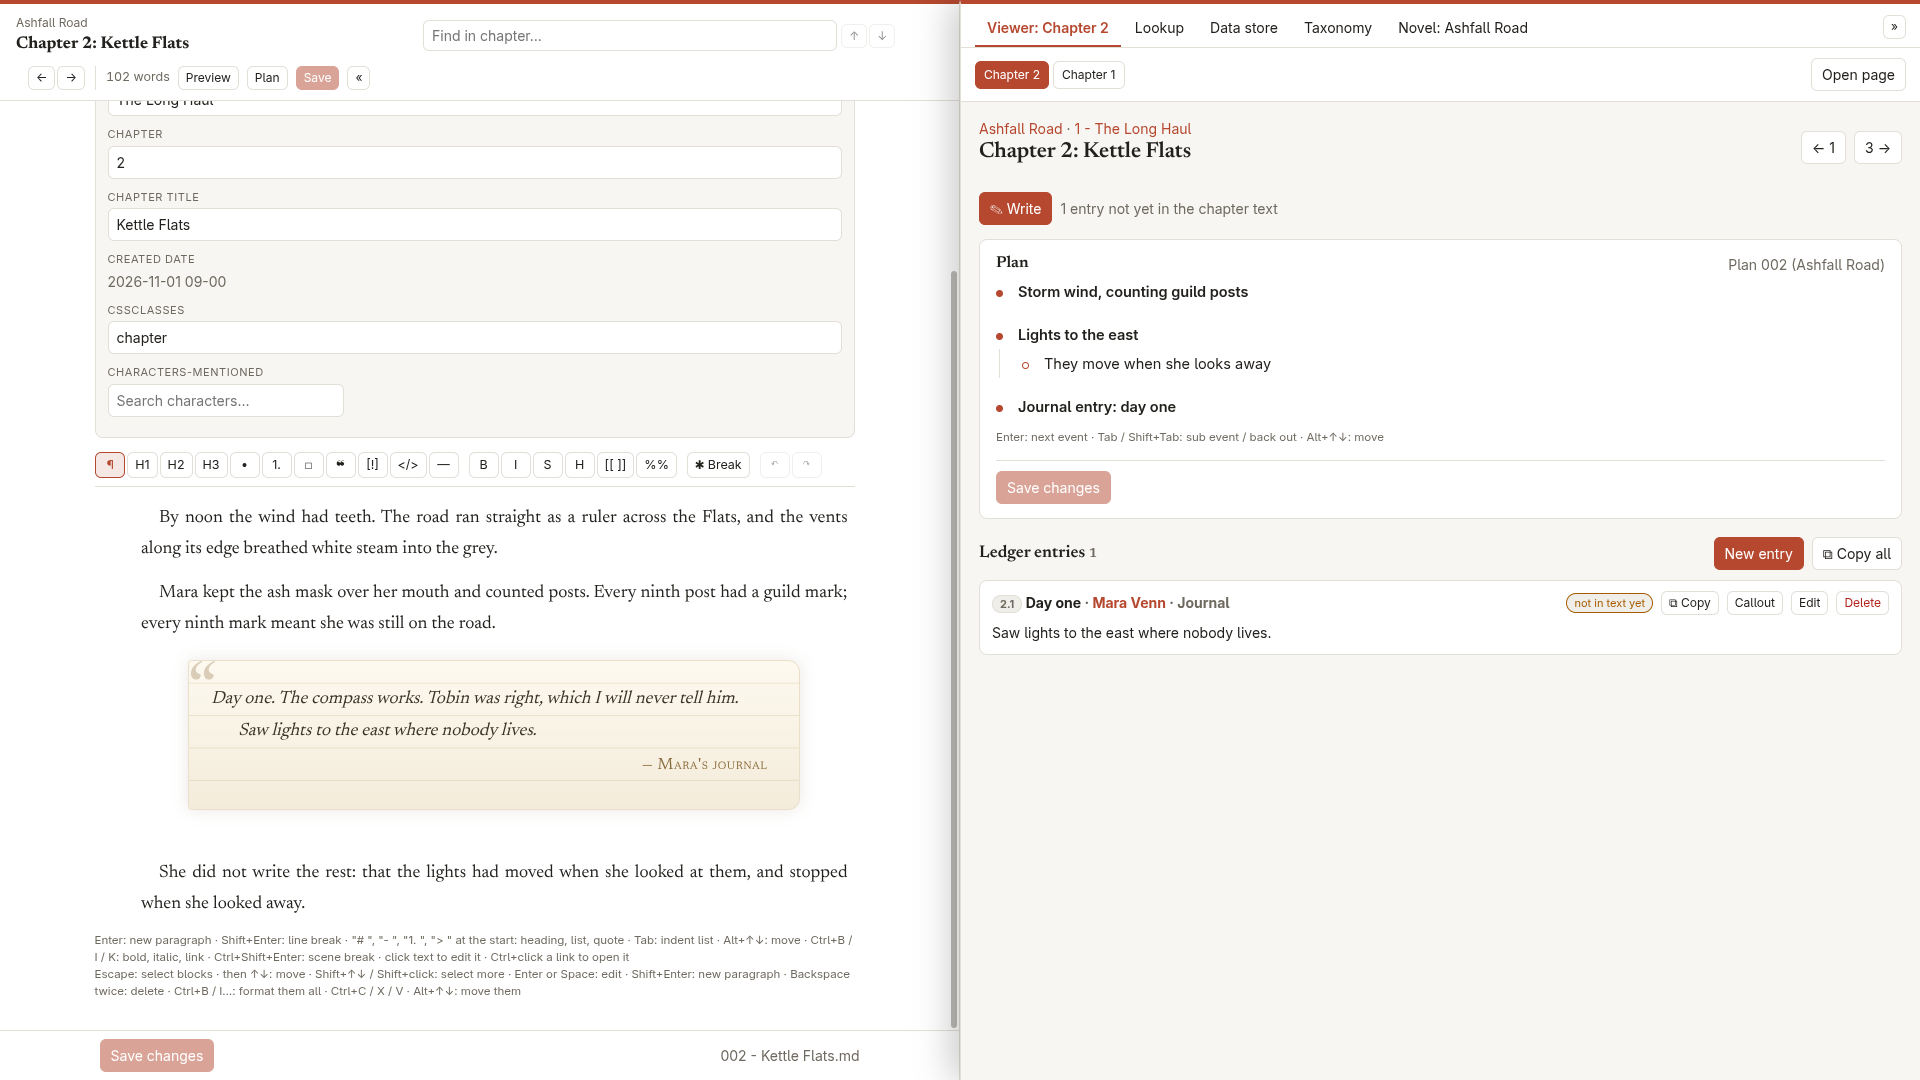 Ashfall Road
Chapter 2: Kettle Flats
Find in chapter...
↑ ↓
← → 102 words Preview Plan Save «
The Long Haul
CHAPTER
2
CHAPTER TITLE
Kettle Flats
CREATED DATE
2026-11-01 09-00
CSSCLASSES
chapter
CHARACTERS-MENTIONED
Search characters...
¶ H1 H2 H3 • 1. □ ❝ [!] </> — B I S H [[ ]] %% ✱ Break ↶ ↷
By noon the wind had teeth. The road ran straight as a ruler across the Flats, and the vents
along its edge breathed white steam into the grey.
Mara kept the ash mask over her mouth and counted posts. Every ninth post had a guild mark;
every ninth mark meant she was still on the road.
“
Day one. The compass works. Tobin was right, which I will never tell him.
Saw lights to the east where nobody lives.
— Mara's journal
She did not write the rest: that the lights had moved when she looked at them, and stopped
when she looked away.
Enter: new paragraph · Shift+Enter: line break · "# ", "- ", "1. ", "> " at the start: heading, list, quote · Tab: indent list · Alt+↑↓: move · Ctrl+B /
I / K: bold, italic, link · Ctrl+Shift+Enter: scene break · click text to edit it · Ctrl+click a link to open it
Escape: select blocks · then ↑↓: move · Shift+↑↓ / Shift+click: select more · Enter or Space: edit · Shift+Enter: new paragraph · Backspace
twice: delete · Ctrl+B / I...: format them all · Ctrl+C / X / V · Alt+↑↓: move them
Save changes
002 - Kettle Flats.md
Viewer: Chapter 2 Lookup Data store Taxonomy Novel: Ashfall Road »
Chapter 2 Chapter 1 Open page
Ashfall Road · 1 - The Long Haul
Chapter 2: Kettle Flats
← 1 3 →
✎ Write 1 entry not yet in the chapter text
Plan
Plan 002 (Ashfall Road)
Storm wind, counting guild posts
Lights to the east
They move when she looks away
Journal entry: day one
Enter: next event · Tab / Shift+Tab: sub event / back out · Alt+↑↓: move
Save changes
Ledger entries 1
New entry ⧉ Copy all
2.1 Day one · Mara Venn · Journal not in text yet ⧉ Copy Callout Edit Delete
Saw lights to the east where nobody lives.